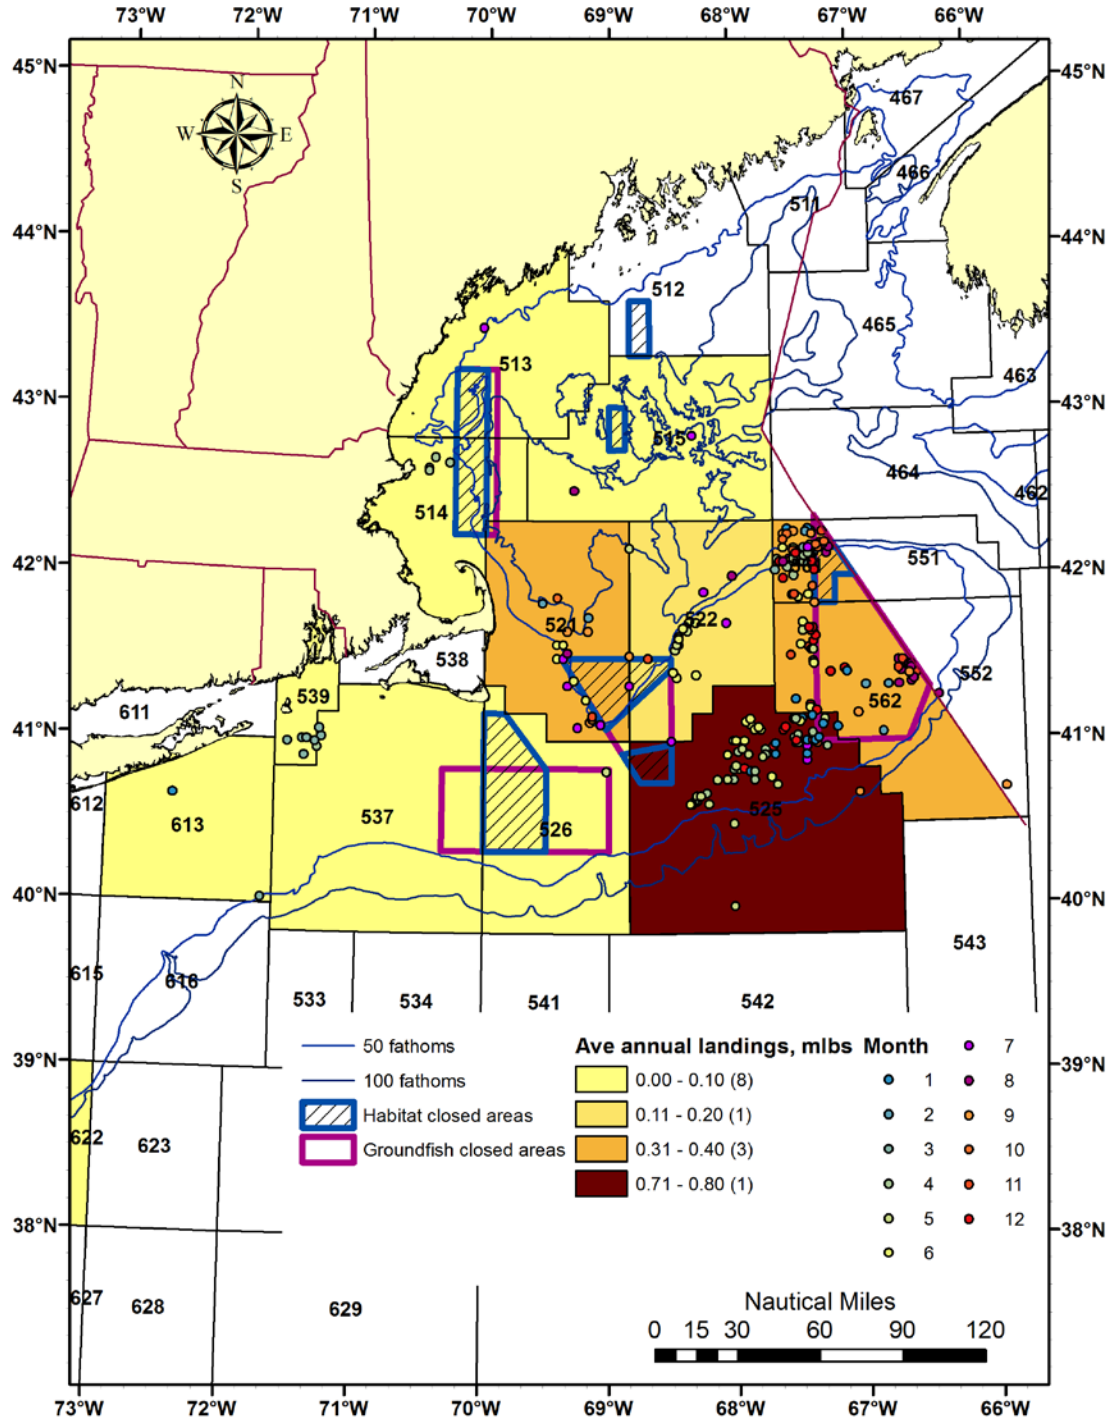 73°W 72°W 71°W 70°W 69°W 68°W 67°W 66°W
45°N 45°N
N
W E
S
467
466
511
44°N 44°N
512
465
513
463
43°N 43°N
515
464
462
514
42°N 42°N
551
521
522
538
552
539
562
611
41°N 41°N
612
613
537
526
525
40°N 40°N
543
615
616
533 534 541 542
39°N 39°N
50 fathoms
100 fathoms
Habitat closed areas
Groundfish closed areas
Ave annual landings, mlbs
0.00 - 0.10 (8)
0.11 - 0.20 (1)
0.31 - 0.40 (3)
0.71 - 0.80 (1)
Month
1
2
3
4
5
6
7
8
9
10
11
12
622
623
38°N 38°N
627
628
629
Nautical Miles
0 15 30 60 90 120
73°W 72°W 71°W 70°W 69°W 68°W 67°W 66°W